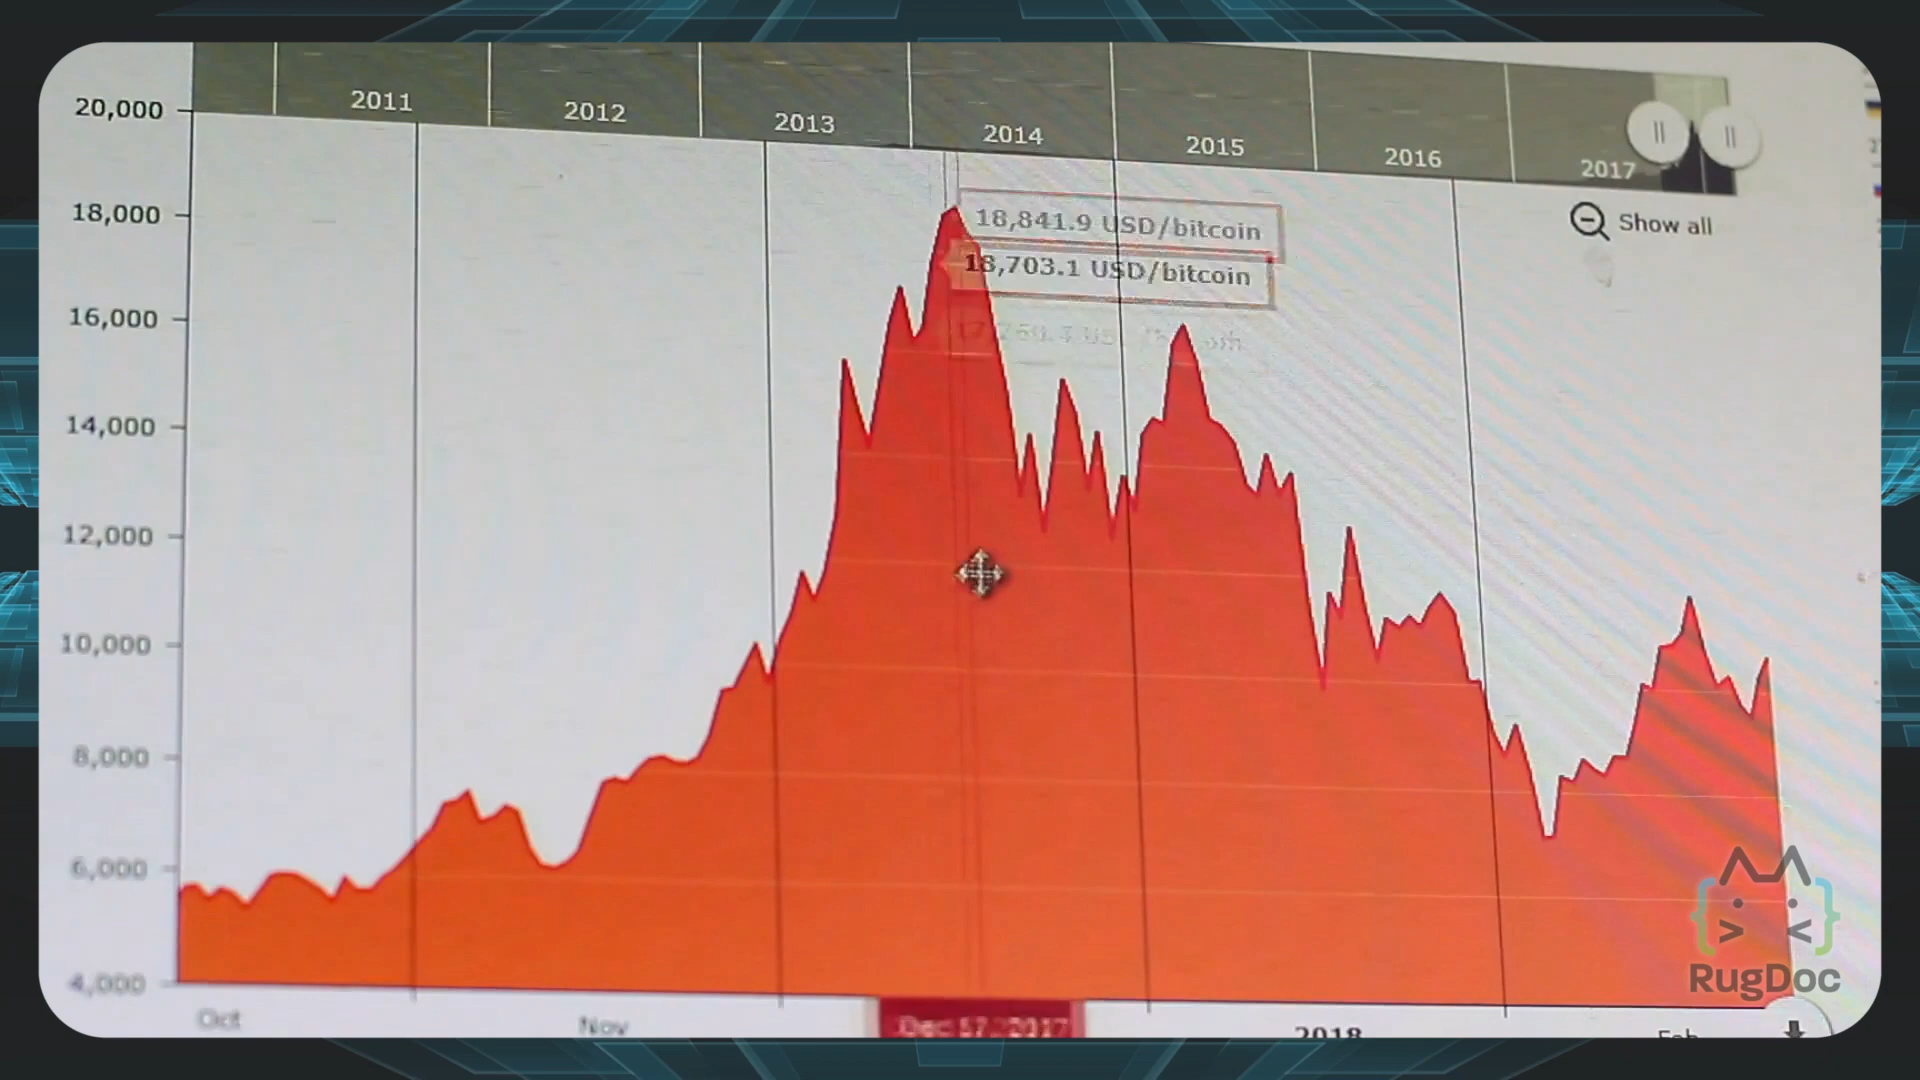 2011
2012
2013
2014
2015
2016
2017
20,000
18,000
16,000
14,000
12,000
10,000
8,000
6,000
4,000
Show all
18,841.9 USD/bitcoin
18,703.1 USD/bitcoin
Oct
Nov
Dec 17, 2017
2018
Feb
RugDoc